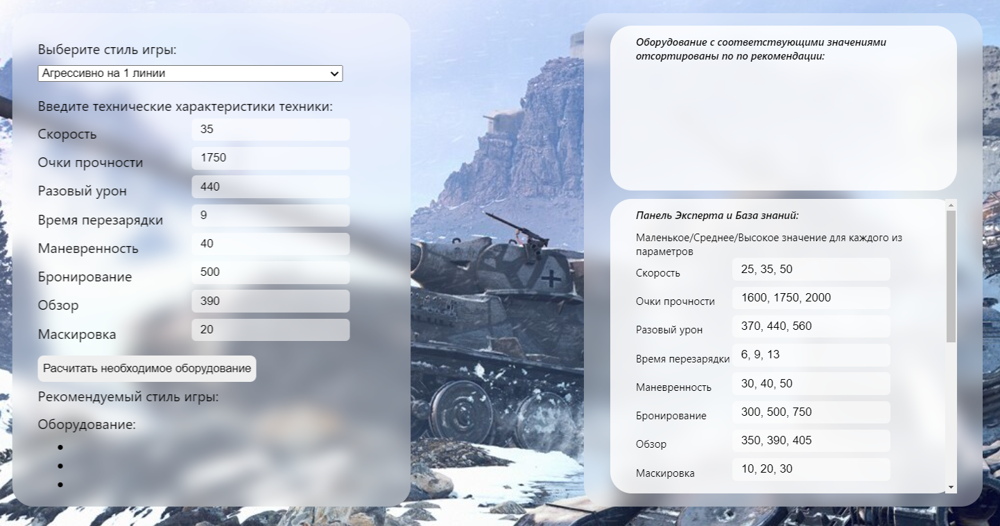 Выберите стиль игры:
Агрессивно на 1 линии
Введите технические характеристики техники:
Скорость 35
Очки прочности 1750
Разовый урон 440
Время перезарядки 9
Маневренность 40
Бронирование 500
Обзор 390
Маскировка 20
Расчитать необходимое оборудование
Рекомендуемый стиль игры:
Оборудование:
Оборудование с соответствующими значениями
отсортированы по по рекомендации:
Панель Эксперта и База знаний:
Маленькое/Среднее/Высокое значение для каждого из
параметров
Скорость 25, 35, 50
Очки прочности 1600, 1750, 2000
Разовый урон 370, 440, 560
Время перезарядки 6, 9, 13
Маневренность 30, 40, 50
Бронирование 300, 500, 750
Обзор 350, 390, 405
Маскировка 10, 20, 30